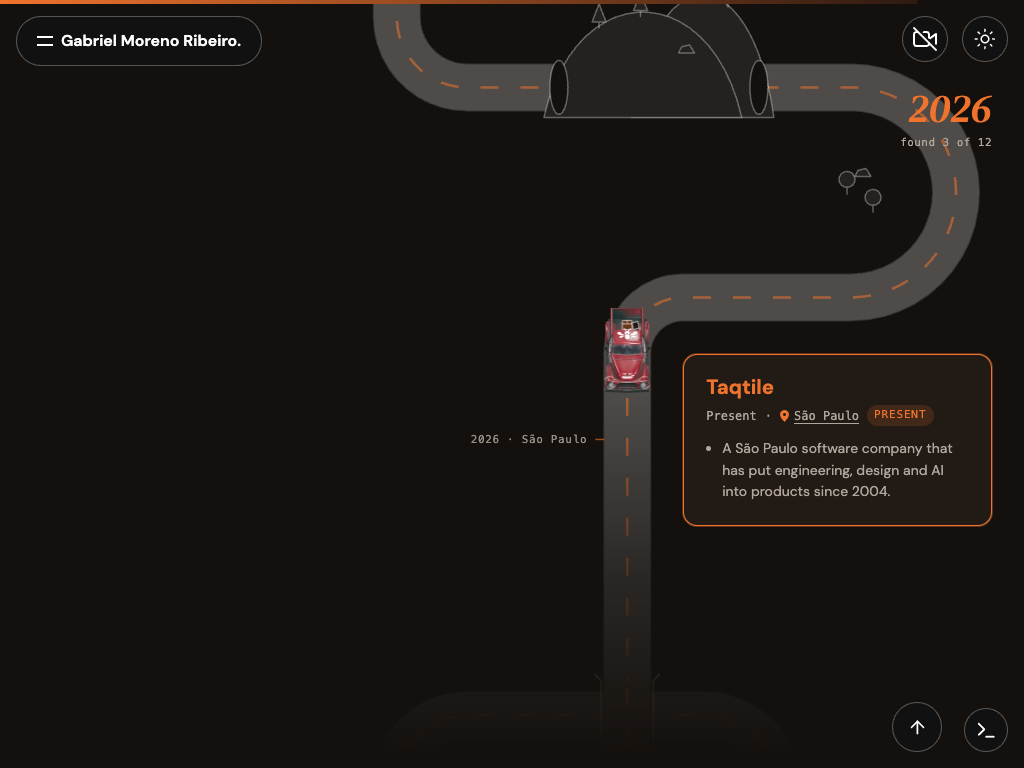 Gabriel Moreno Ribeiro.
2026
found 3 of 12
Taqtile
Present · São Paulo PRESENT
2026 · São Paulo
• A São Paulo software company that
has put engineering, design and AI
into products since 2004.